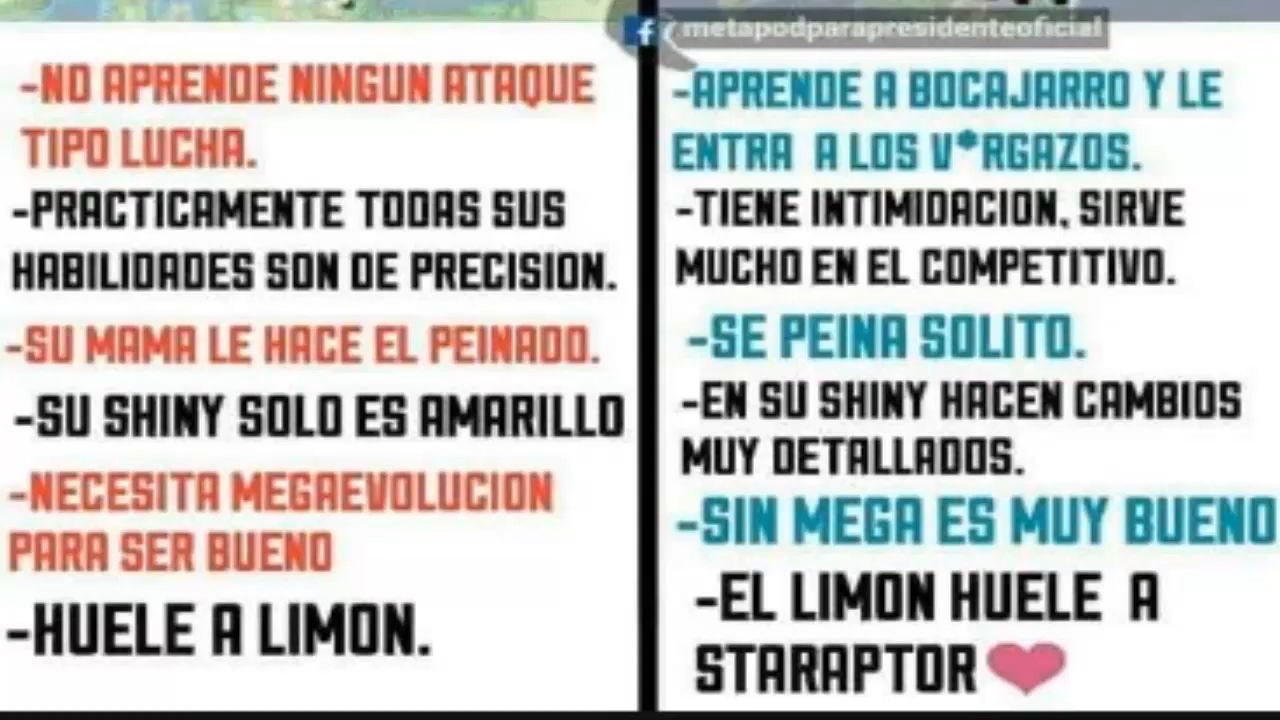 metapodparapresidenteoficial
-NO APRENDE NINGUN ATAQUE
TIPO LUCHA.
-PRACTICAMENTE TODAS SUS
HABILIDADES SON DE PRECISION.
-SU MAMA LE HACE EL PEINADO.
-SU SHINY SOLO ES AMARILLO
-NECESITA MEGAEVOLUCION
PARA SER BUENO
-HUELE A LIMON.
-APRENDE A BOCAJARRO Y LE
ENTRA A LOS V*RGAZOS.
-TIENE INTIMIDACION, SIRVE
MUCHO EN EL COMPETITIVO.
-SE PEINA SOLITO.
-EN SU SHINY HACEN CAMBIOS
MUY DETALLADOS.
-SIN MEGA ES MUY BUENO
-EL LIMON HUELE A
STARAPTOR❤